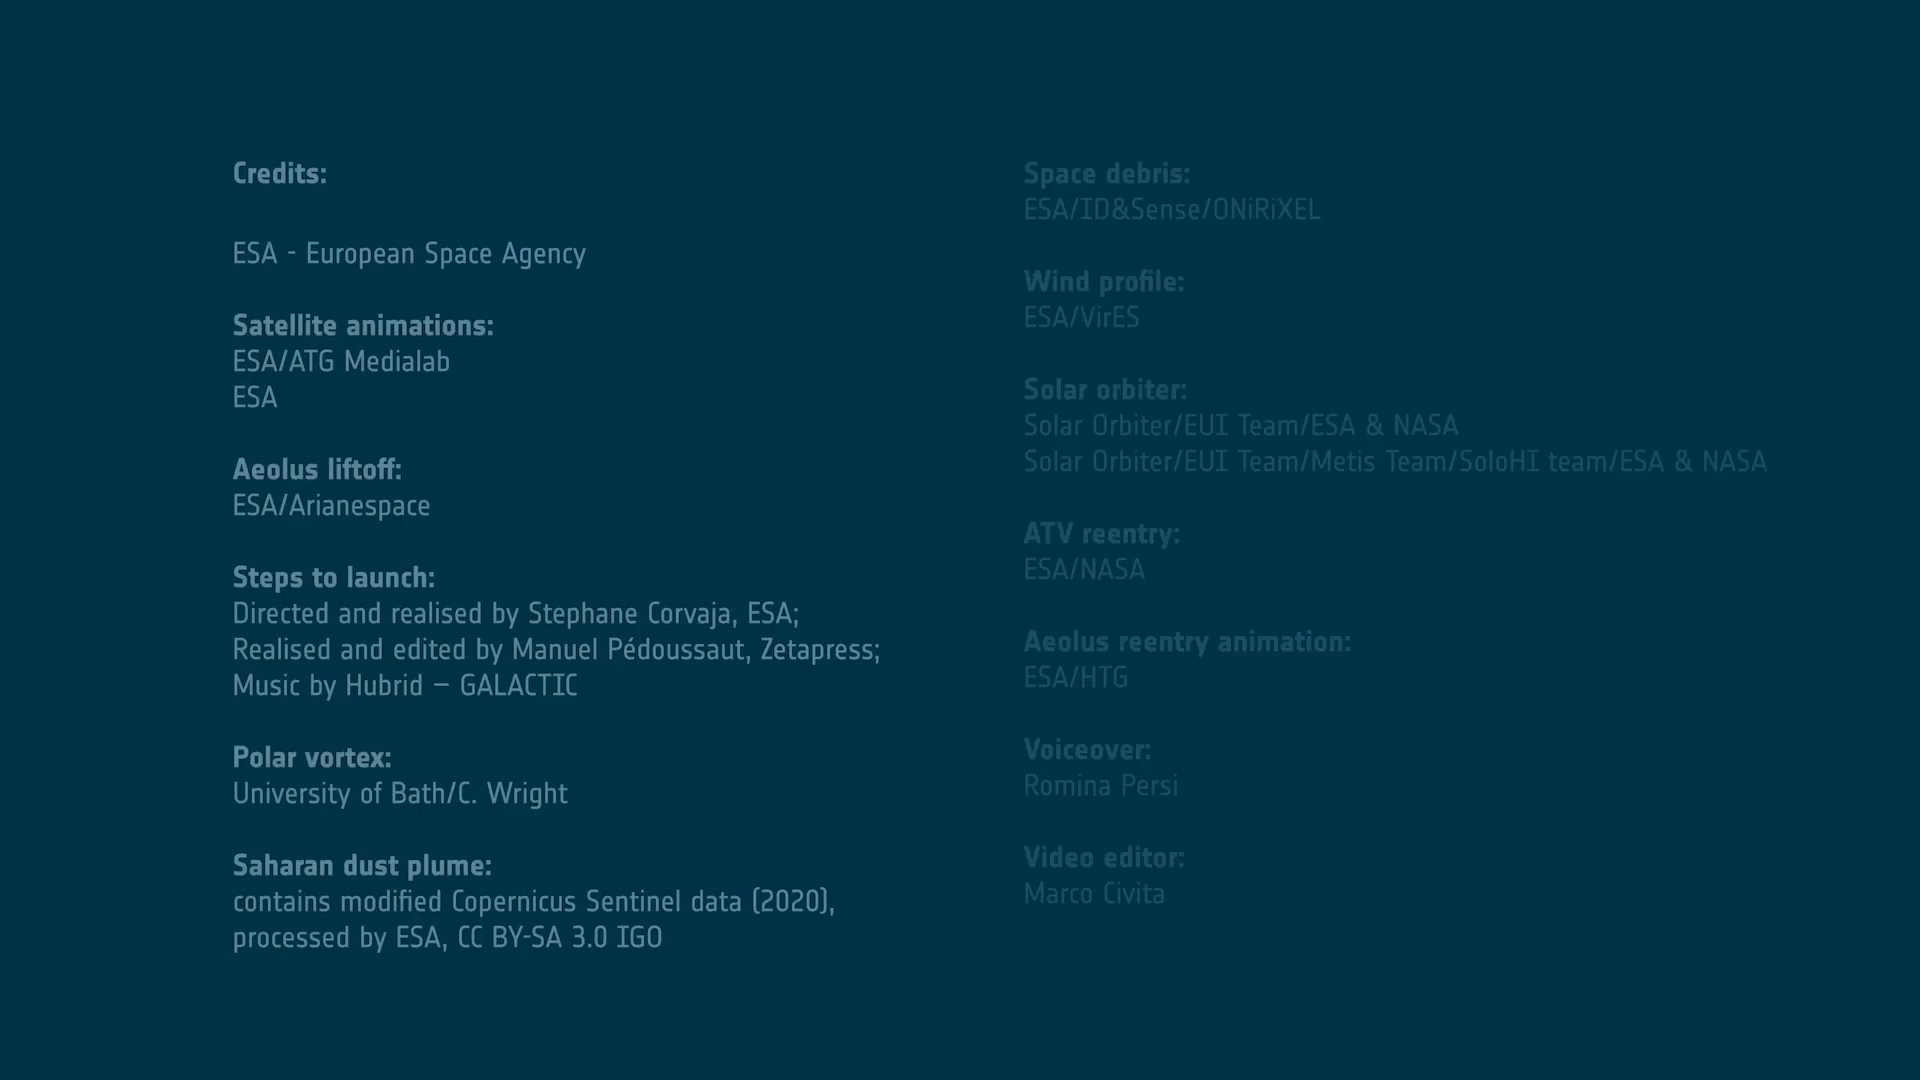 Credits:
ESA - European Space Agency
Satellite animations:
ESA/ATG Medialab
ESA
Aeolus liftoff:
ESA/Arianespace
Steps to launch:
Directed and realised by Stephane Corvaja, ESA;
Realised and edited by Manuel Pédoussaut, Zetapress;
Music by Hubrid – GALACTIC
Polar vortex:
University of Bath/C. Wright
Saharan dust plume:
contains modified Copernicus Sentinel data (2020),
processed by ESA, CC BY-SA 3.0 IGO
Space debris:
ESA/ID&Sense/ONiRiXEL
Wind profile:
ESA/VirES
Solar orbiter:
Solar Orbiter/EUI Team/ESA & NASA
Solar Orbiter/EUI Team/Metis Team/SoloHI team/ESA & NASA
ATV reentry:
ESA/NASA
Aeolus reentry animation:
ESA/HTG
Voiceover:
Romina Persi
Video editor:
Marco Civita